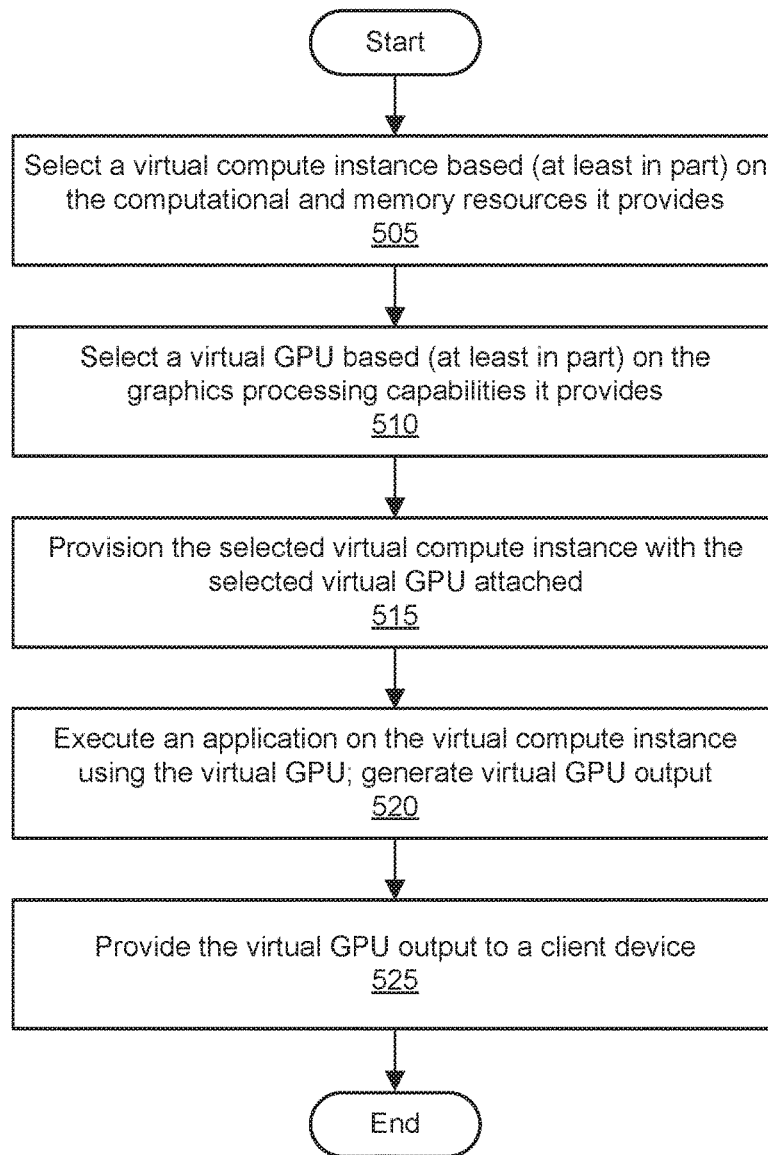 Start
Select a virtual compute instance based (at least in part) on
the computational and memory resources it provides
505
Select a virtual GPU based (at least in part) on the
graphics processing capabilities it provides
510
Provision the selected virtual compute instance with the
selected virtual GPU attached
515
Execute an application on the virtual compute instance
using the virtual GPU; generate virtual GPU output
520
Provide the virtual GPU output to a client device
525
End